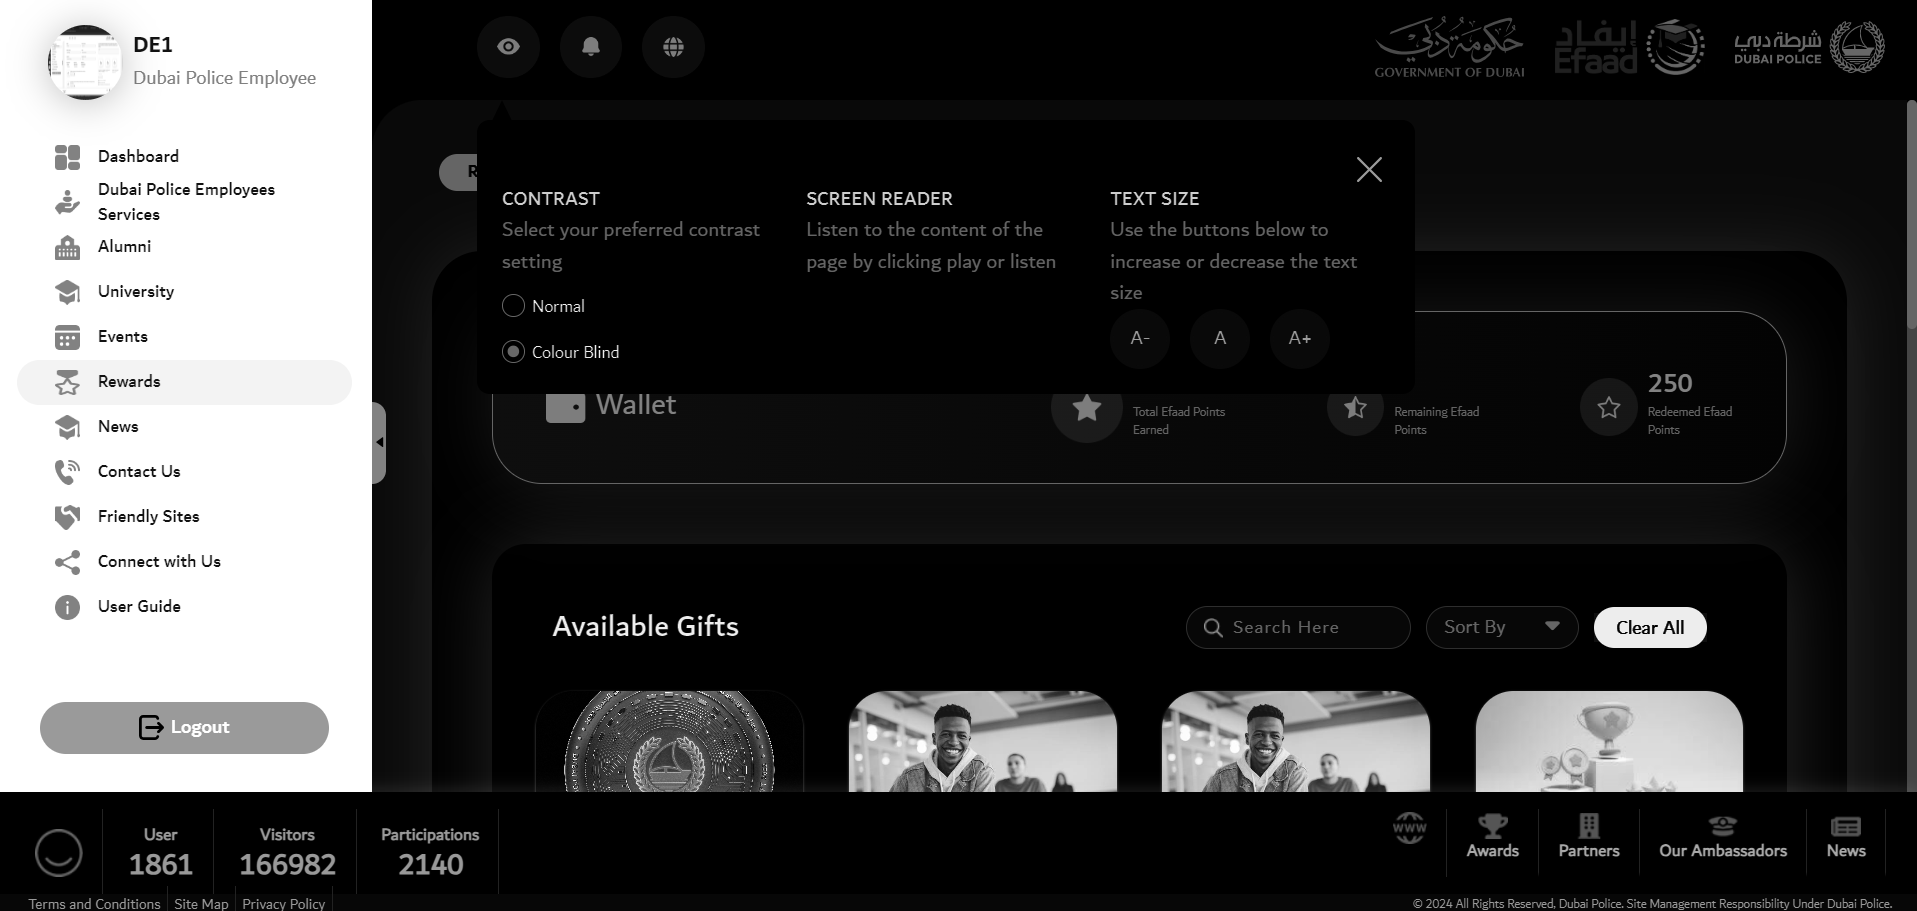 DE1
Dubai Police Employee
Dashboard
Dubai Police Employees
Services
Alumni
University
Events
Rewards
News
Contact Us
Friendly Sites
Connect with Us
User Guide
Logout
حكومة دبي
GOVERNMENT OF DUBAI
إيفاد
Efaad
شرطة دبي
DUBAI POLICE
CONTRAST
Select your preferred contrast
setting
Normal
Colour Blind
SCREEN READER
Listen to the content of the
page by clicking play or listen
TEXT SIZE
Use the buttons below to
increase or decrease the text
size
A-
A
A+
Wallet
Total Efaad Points
Earned
Remaining Efaad
Points
250
Redeemed Efaad
Points
Available Gifts
Search Here
Sort By
Clear All
User
1861
Visitors
166982
Participations
2140
WWW
Awards
Partners
Our Ambassadors
News
Terms and Conditions
Site Map
Privacy Policy
© 2024 All Rights Reserved, Dubai Police. Site Management Responsibility Under Dubai Police.